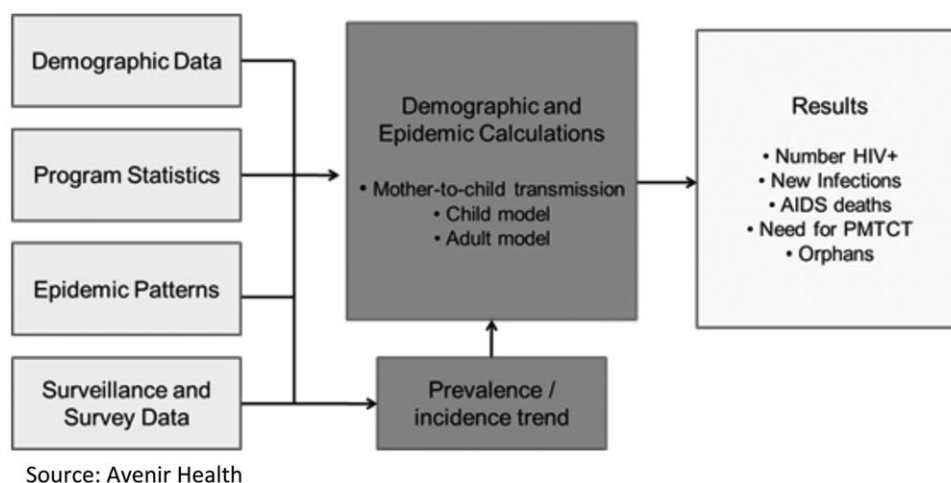 Demographic Data
Program Statistics
Epidemic Patterns
Surveillance and
Survey Data
Demographic and
Epidemic Calculations
• Mother-to-child transmission
• Child model
• Adult model
Prevalence /
incidence trend
Results
• Number HIV+
• New Infections
• AIDS deaths
• Need for PMTCT
• Orphans
Source: Avenir Health